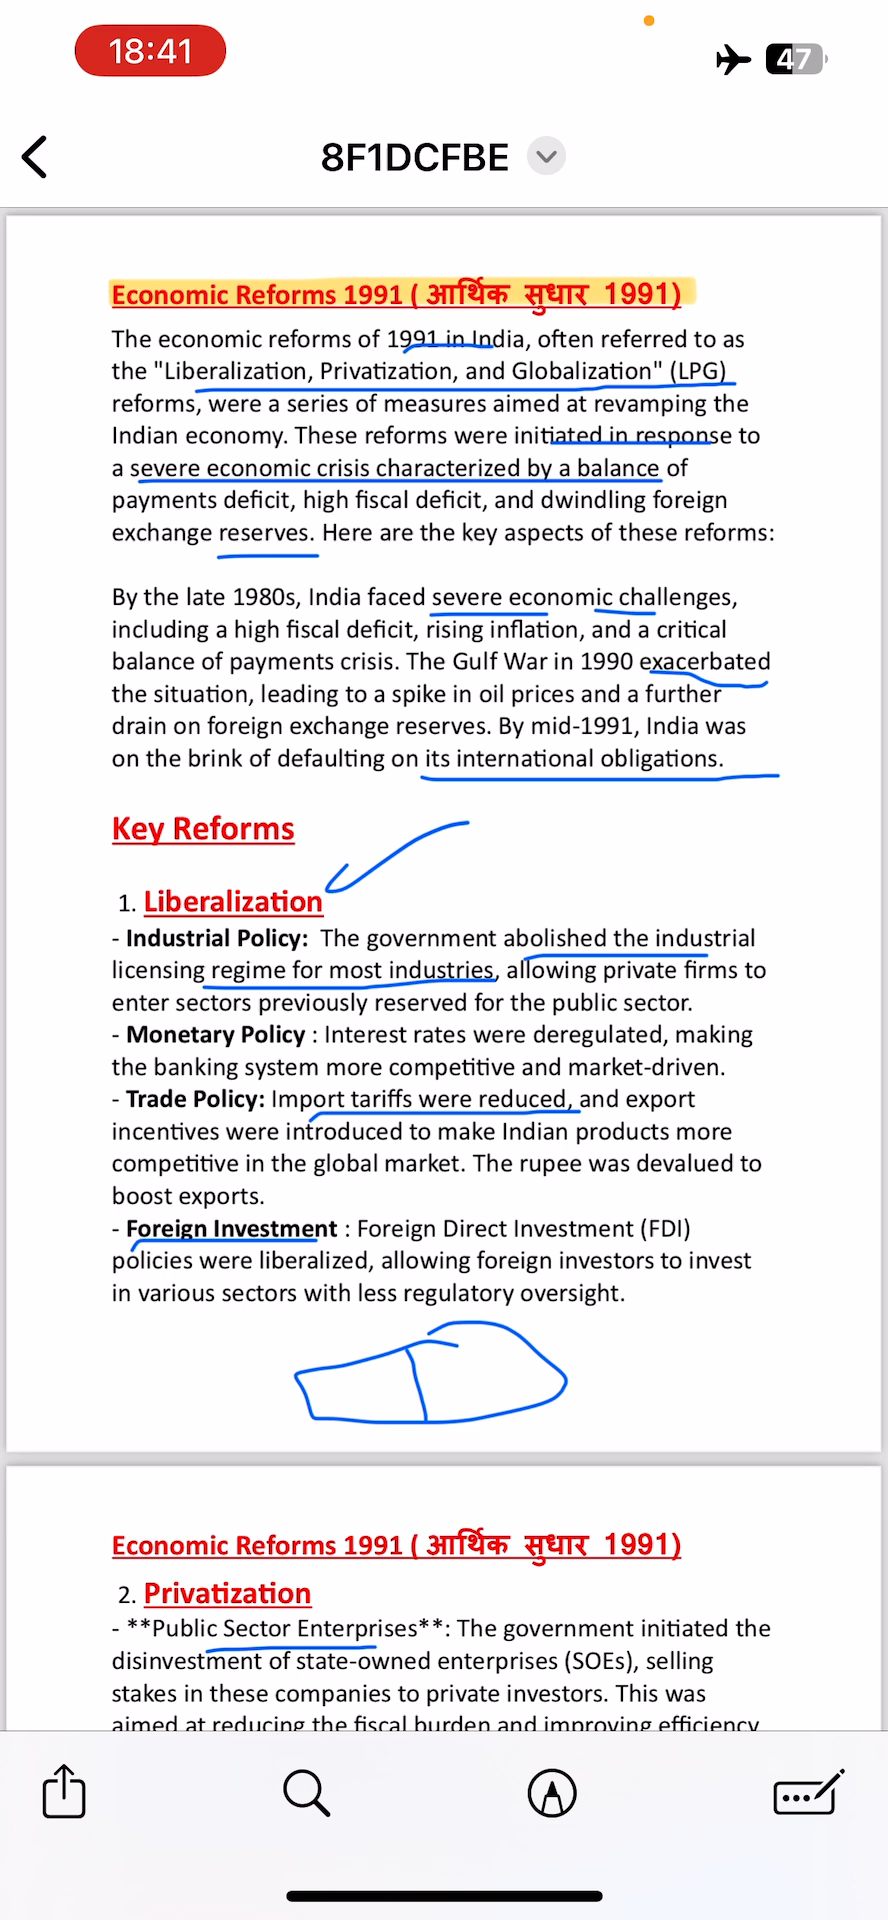 18:41
47
8F1DCFBE
Economic Reforms 1991 ( आर्थिक सुधार 1991)
The economic reforms of 1991 in India, often referred to as
the "Liberalization, Privatization, and Globalization" (LPG)
reforms, were a series of measures aimed at revamping the
Indian economy. These reforms were initiated in response to
a severe economic crisis characterized by a balance of
payments deficit, high fiscal deficit, and dwindling foreign
exchange reserves. Here are the key aspects of these reforms:
By the late 1980s, India faced severe economic challenges,
including a high fiscal deficit, rising inflation, and a critical
balance of payments crisis. The Gulf War in 1990 exacerbated
the situation, leading to a spike in oil prices and a further
drain on foreign exchange reserves. By mid-1991, India was
on the brink of defaulting on its international obligations.
Key Reforms
1. Liberalization
- Industrial Policy: The government abolished the industrial
licensing regime for most industries, allowing private firms to
enter sectors previously reserved for the public sector.
- Monetary Policy : Interest rates were deregulated, making
the banking system more competitive and market-driven.
- Trade Policy: Import tariffs were reduced, and export
incentives were introduced to make Indian products more
competitive in the global market. The rupee was devalued to
boost exports.
- Foreign Investment : Foreign Direct Investment (FDI)
policies were liberalized, allowing foreign investors to invest
in various sectors with less regulatory oversight.
Economic Reforms 1991 ( आर्थिक सुधार 1991)
2. Privatization
- **Public Sector Enterprises**: The government initiated the
disinvestment of state-owned enterprises (SOEs), selling
stakes in these companies to private investors. This was
aimed at reducing the fiscal burden and improving efficiency